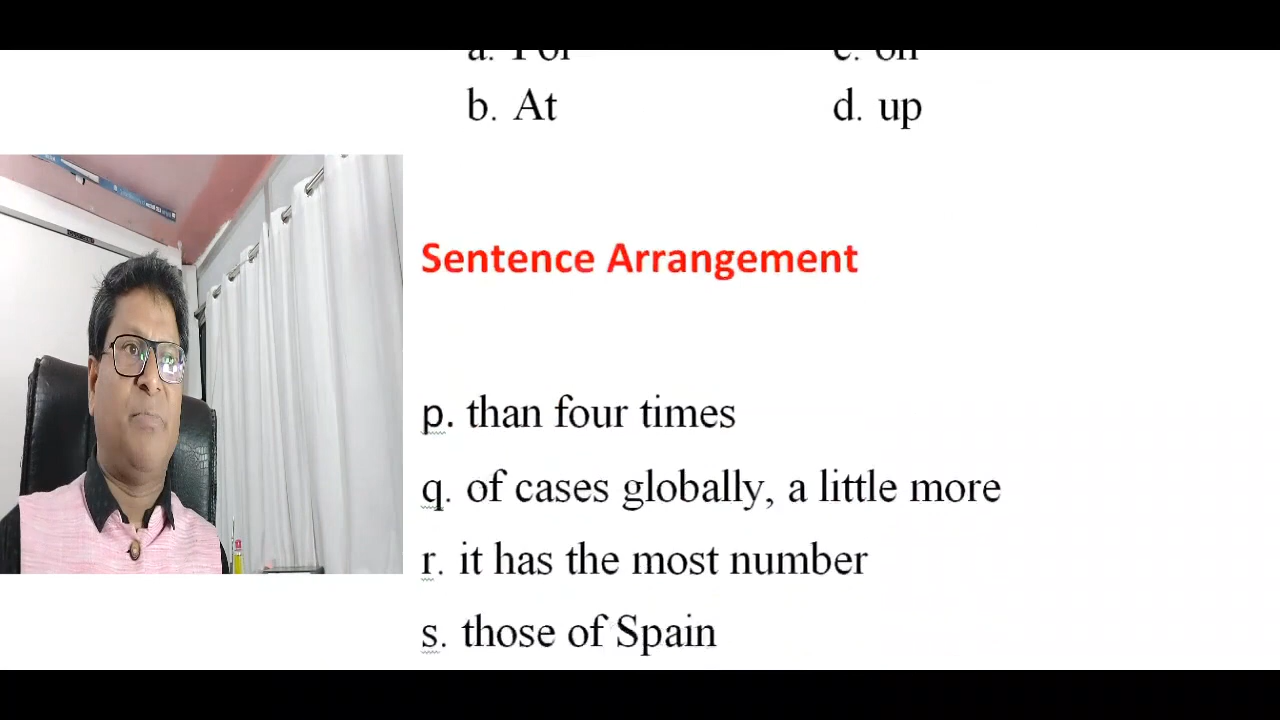 b. At
d. up
Sentence Arrangement
p. than four times
q. of cases globally, a little more
r. it has the most number
s. those of Spain